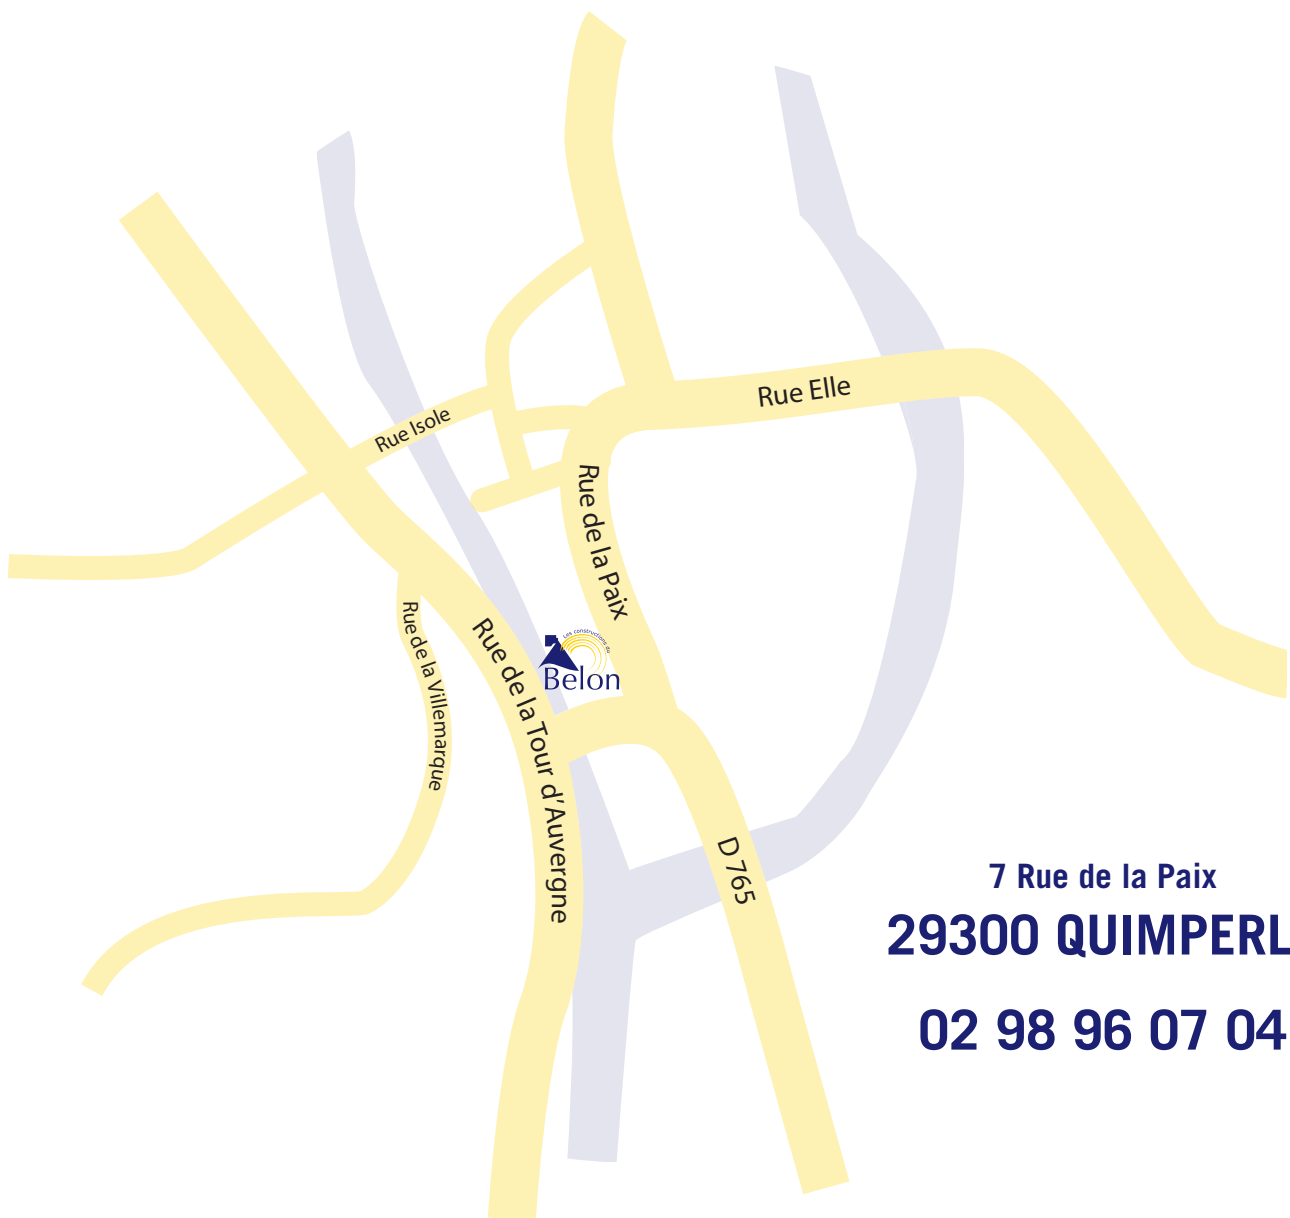 Rue Elle
Rue Isole
Rue de la Paix
Rue de la Villemarque
Rue de la Tour d'Auvergne
Les constructions du
Belon
D 765
7 Rue de la Paix
29300 QUIMPERL
02 98 96 07 04